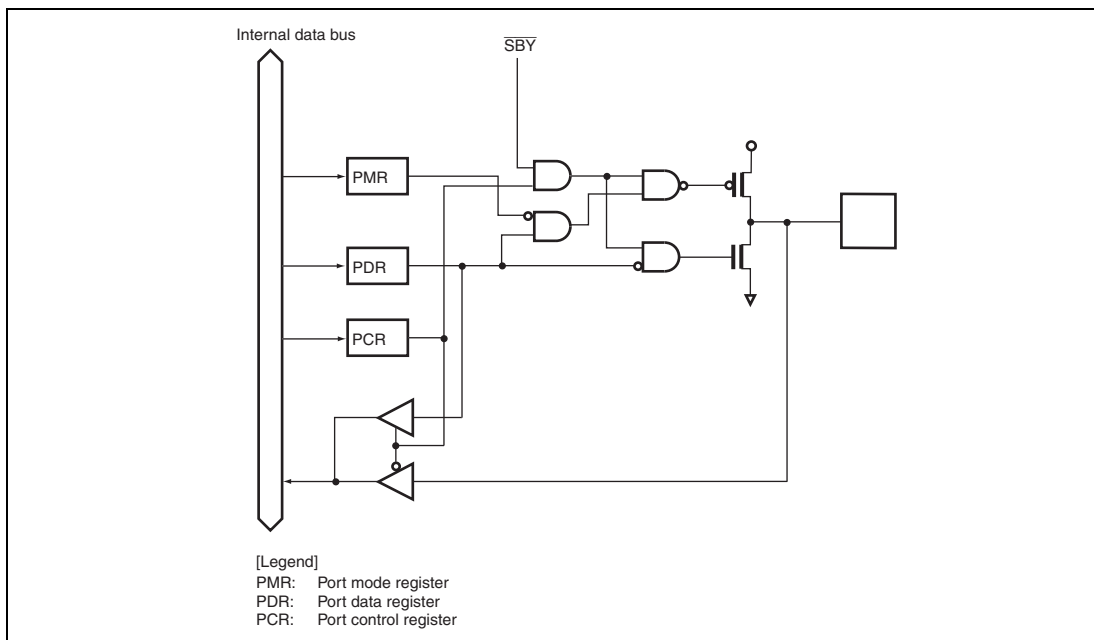 Internal data bus
SBY
PMR
PDR
PCR
[Legend]
PMR: Port mode register
PDR: Port data register
PCR: Port control register